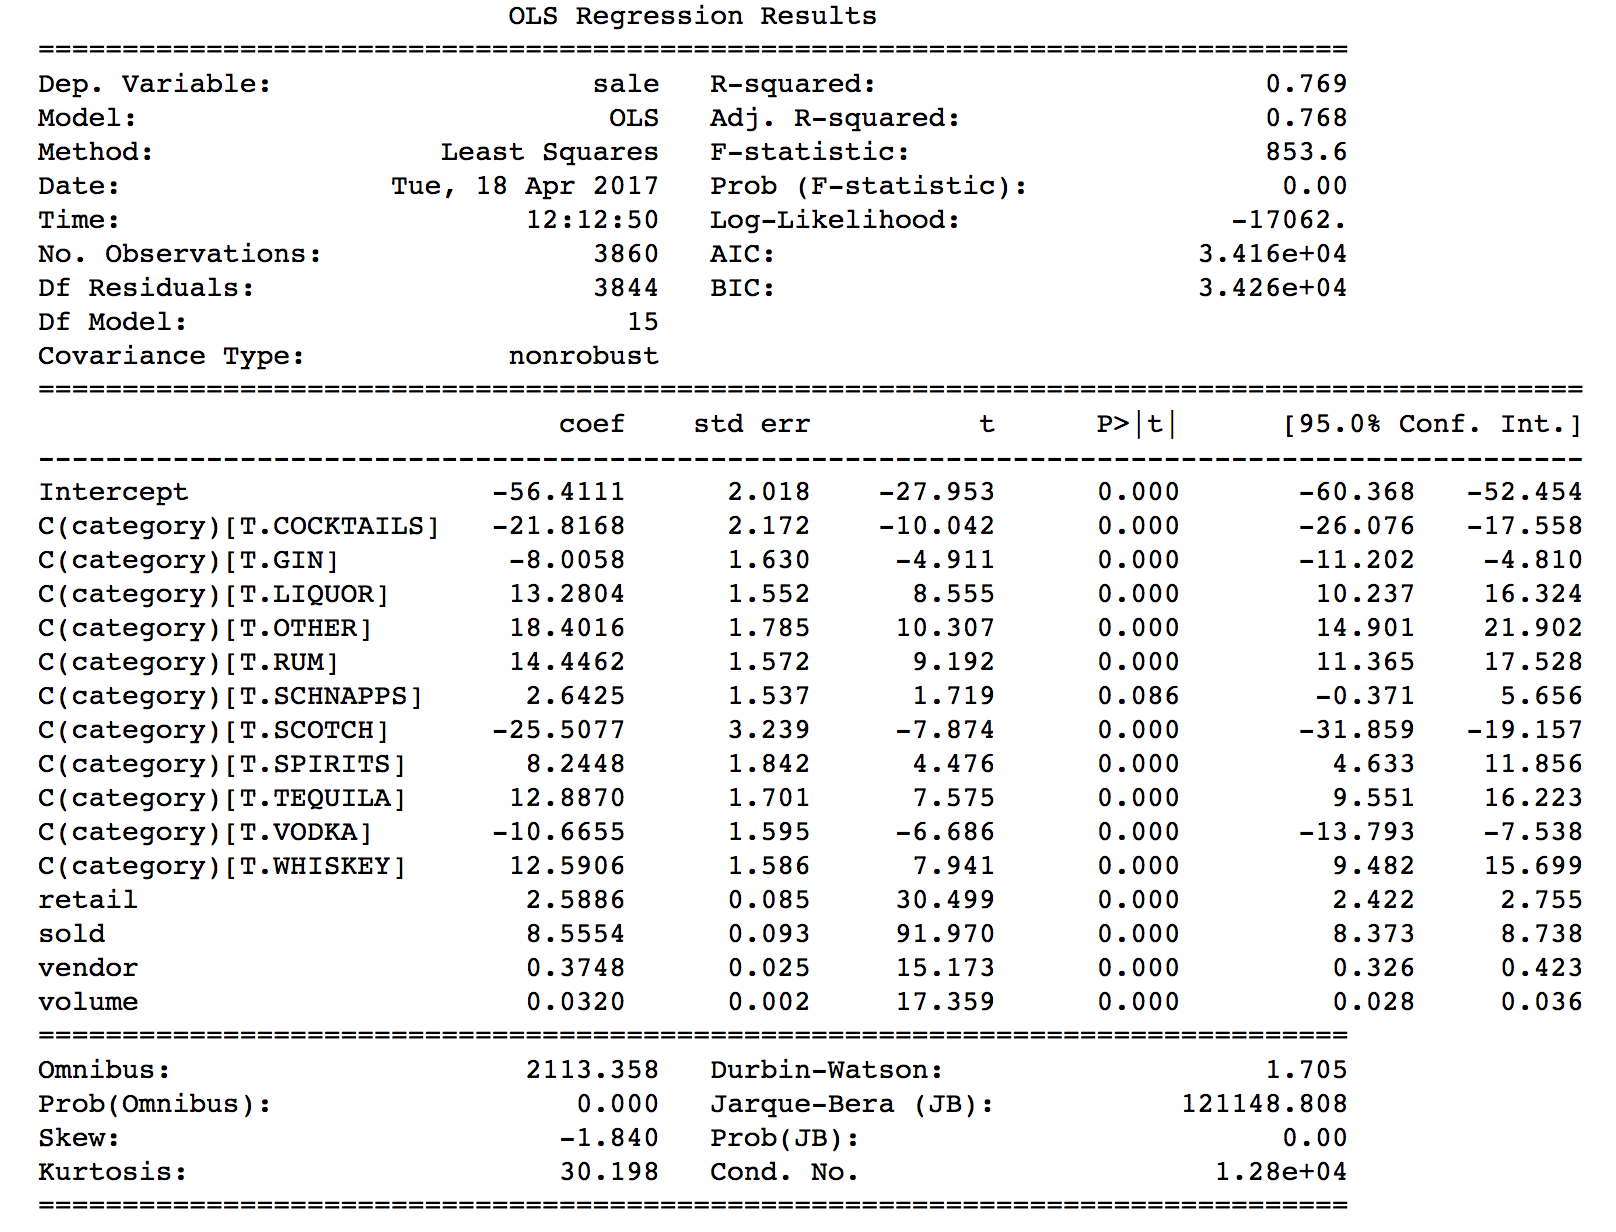 OLS Regression Results
==============================================================================
Dep. Variable: sale R-squared: 0.769
Model: OLS Adj. R-squared: 0.768
Method: Least Squares F-statistic: 853.6
Date: Tue, 18 Apr 2017 Prob (F-statistic): 0.00
Time: 12:12:50 Log-Likelihood: -17062.
No. Observations: 3860 AIC: 3.416e+04
Df Residuals: 3844 BIC: 3.426e+04
Df Model: 15
Covariance Type: nonrobust
============================================================================================
coef std err t P>|t| [95.0% Conf. Int.]
--------------------------------------------------------------------------------------------
Intercept -56.4111 2.018 -27.953 0.000 -60.368 -52.454
C(category)[T.COCKTAILS] -21.8168 2.172 -10.042 0.000 -26.076 -17.558
C(category)[T.GIN] -8.0058 1.630 -4.911 0.000 -11.202 -4.810
C(category)[T.LIQUOR] 13.2804 1.552 8.555 0.000 10.237 16.324
C(category)[T.OTHER] 18.4016 1.785 10.307 0.000 14.901 21.902
C(category)[T.RUM] 14.4462 1.572 9.192 0.000 11.365 17.528
C(category)[T.SCHNAPPS] 2.6425 1.537 1.719 0.086 -0.371 5.656
C(category)[T.SCOTCH] -25.5077 3.239 -7.874 0.000 -31.859 -19.157
C(category)[T.SPIRITS] 8.2448 1.842 4.476 0.000 4.633 11.856
C(category)[T.TEQUILA] 12.8870 1.701 7.575 0.000 9.551 16.223
C(category)[T.VODKA] -10.6655 1.595 -6.686 0.000 -13.793 -7.538
C(category)[T.WHISKEY] 12.5906 1.586 7.941 0.000 9.482 15.699
retail 2.5886 0.085 30.499 0.000 2.422 2.755
sold 8.5554 0.093 91.970 0.000 8.373 8.738
vendor 0.3748 0.025 15.173 0.000 0.326 0.423
volume 0.0320 0.002 17.359 0.000 0.028 0.036
==============================================================================
Omnibus: 2113.358 Durbin-Watson: 1.705
Prob(Omnibus): 0.000 Jarque-Bera (JB): 121148.808
Skew: -1.840 Prob(JB): 0.00
Kurtosis: 30.198 Cond. No. 1.28e+04
==============================================================================